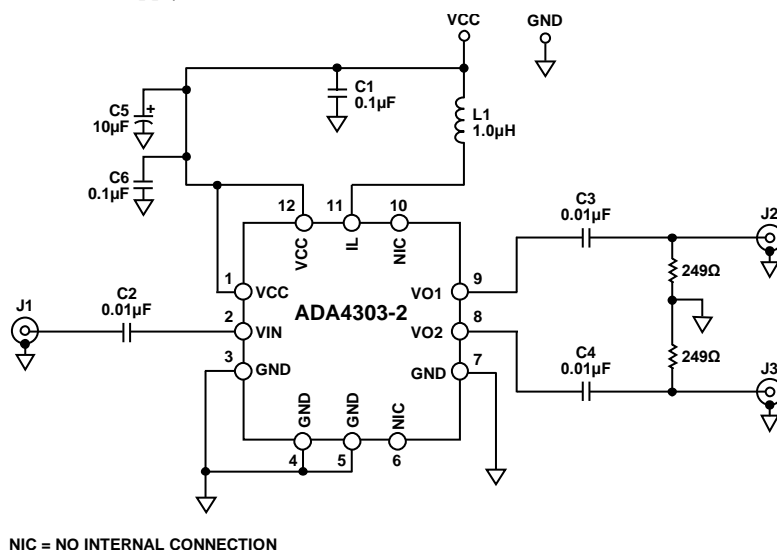 VCC
GND
C1
0.1µF
C5
10µF
+
L1
1.0µH
C6
0.1µF
12
11
10
VCC
IL
NIC
C3
0.01µF
J2
1
VCC
VO1
9
249Ω
ADA4303-2
J1
C2
0.01µF
2
VIN
VO2
8
3
GND
GND
7
C4
0.01µF
249Ω
J3
GND
GND
NIC
4
5
6
NIC = NO INTERNAL CONNECTION